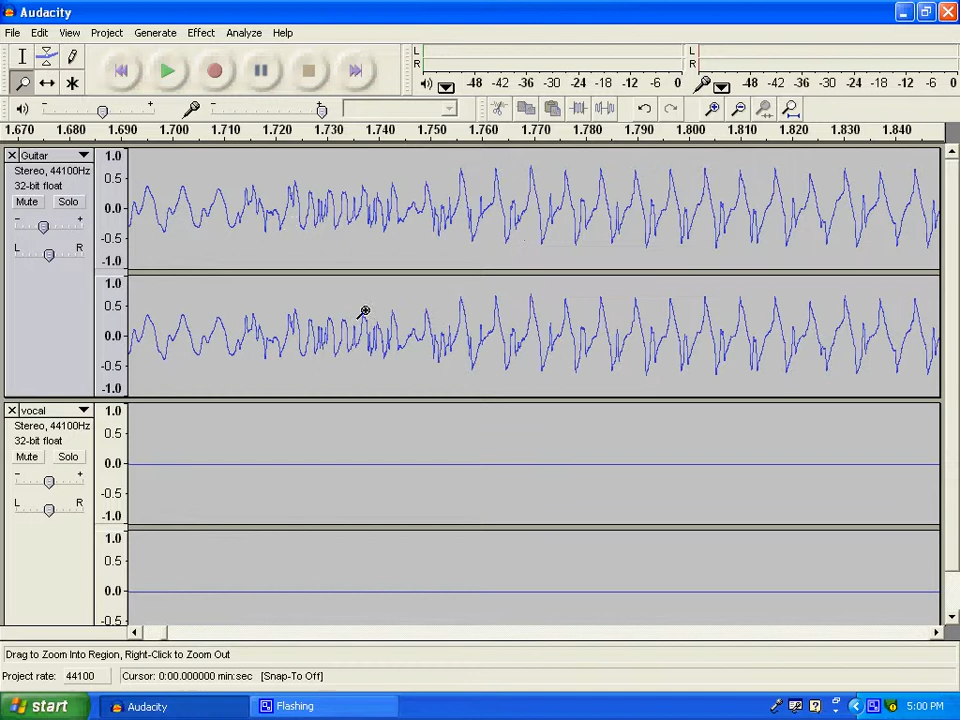 Audacity
File Edit View Project Generate Effect Analyze Help
L R -48 -42 -36 -30 -24 -18 -12 -6 0
L R -48 -42 -36 -30 -24 -18 -12 -6 0
- + - +
1.670 1.680 1.690 1.700 1.710 1.720 1.730 1.740 1.750 1.760 1.770 1.780 1.790 1.800 1.810 1.820 1.830 1.840
Guitar
Stereo, 44100Hz
32-bit float
Mute Solo
- +
L R
1.0
0.5
0.0
-0.5
-1.0
1.0
0.5
0.0
-0.5
-1.0
vocal
Stereo, 44100Hz
32-bit float
Mute Solo
- +
L R
1.0
0.5
0.0
-0.5
-1.0
1.0
0.5
0.0
-0.5
Drag to Zoom Into Region, Right-Click to Zoom Out
Project rate: 44100 Cursor: 0:00.000000 min:sec [Snap-To Off]
start Audacity Flashing 5:00 PM